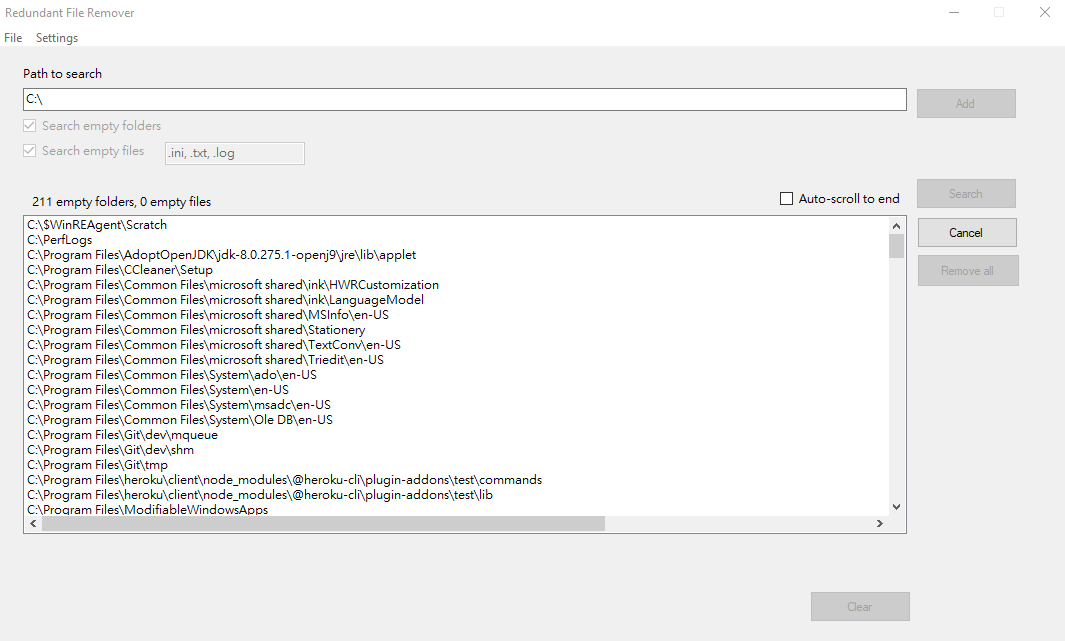 Redundant File Remover
File Settings
Path to search
C:\
Add
Search empty folders
Search empty files
.ini, .txt, .log
211 empty folders, 0 empty files
Auto-scroll to end
Search
C:\$WinREAgent\Scratch
C:\PerfLogs
C:\Program Files\AdoptOpenJDK\jdk-8.0.275.1-openj9\jre\lib\applet
C:\Program Files\CCleaner\Setup
C:\Program Files\Common Files\microsoft shared\ink\HWRCustomization
C:\Program Files\Common Files\microsoft shared\ink\LanguageModel
C:\Program Files\Common Files\microsoft shared\MSInfo\en-US
C:\Program Files\Common Files\microsoft shared\Stationery
C:\Program Files\Common Files\microsoft shared\TextConv\en-US
C:\Program Files\Common Files\microsoft shared\Triedit\en-US
C:\Program Files\Common Files\System\ado\en-US
C:\Program Files\Common Files\System\en-US
C:\Program Files\Common Files\System\msadc\en-US
C:\Program Files\Common Files\System\Ole DB\en-US
C:\Program Files\Git\dev\mqueue
C:\Program Files\Git\dev\shm
C:\Program Files\Git\tmp
C:\Program Files\heroku\client\node_modules\@heroku-cli\plugin-addons\test\commands
C:\Program Files\heroku\client\node_modules\@heroku-cli\plugin-addons\test\lib
C:\Program Files\ModifiableWindowsApps
Cancel
Remove all
Clear